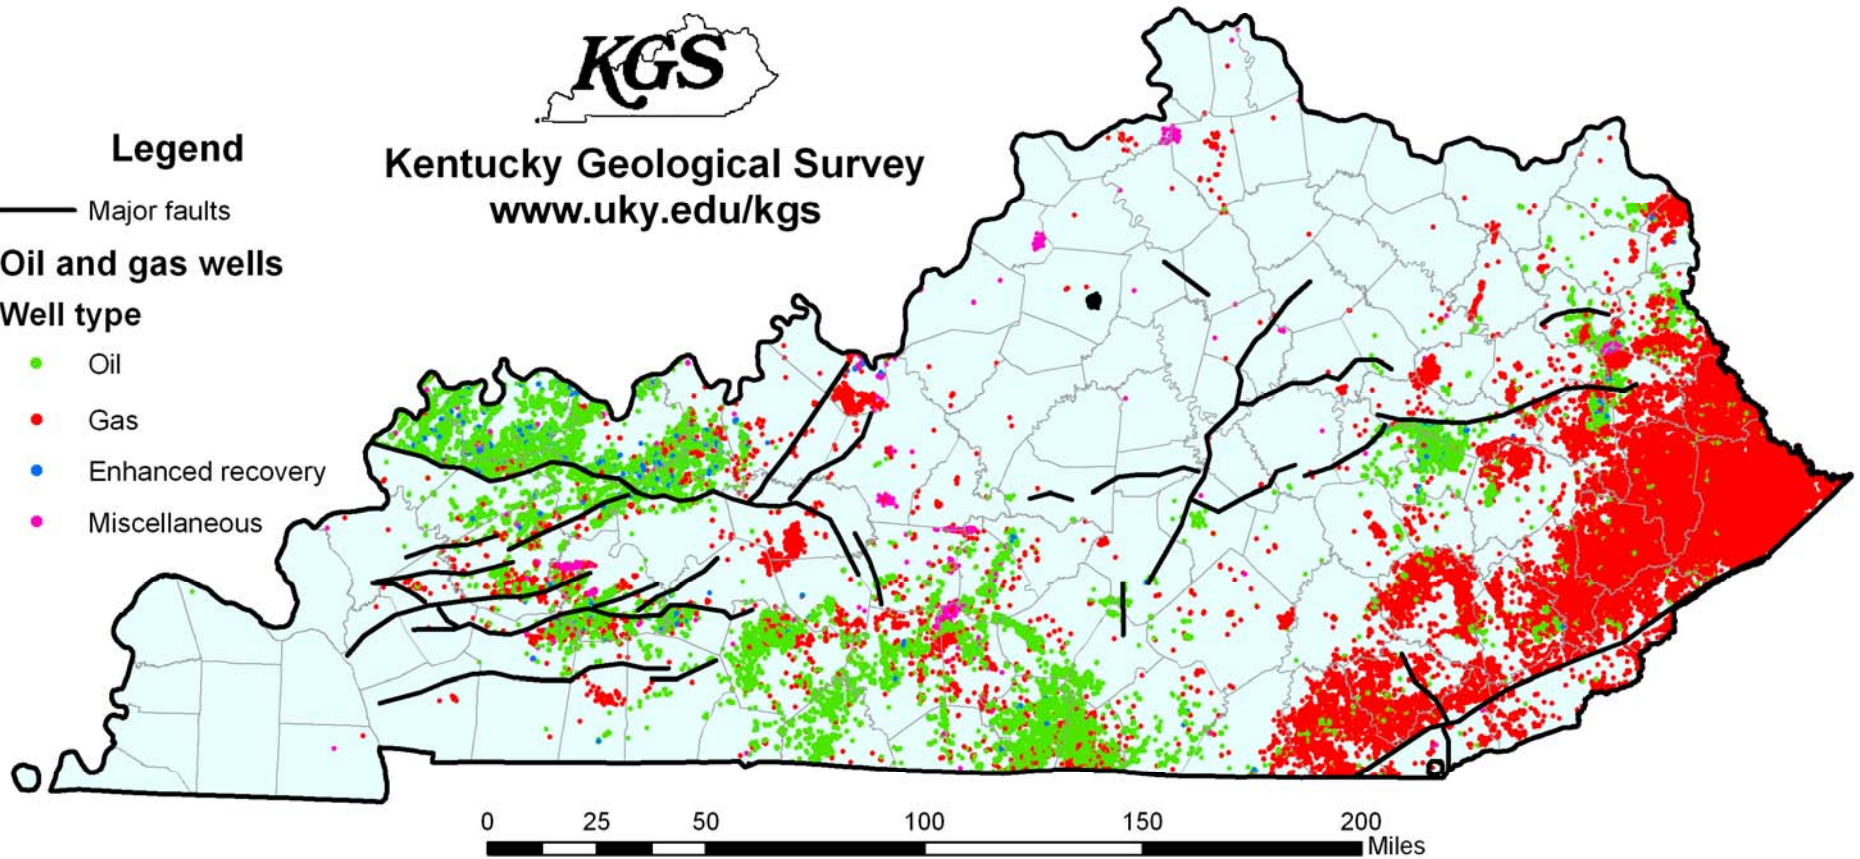 KGS
Kentucky Geological Survey
www.uky.edu/kgs
Legend
Major faults
Oil and gas wells
Well type
Oil
Gas
Enhanced recovery
Miscellaneous
0 25 50 100 150 200
Miles